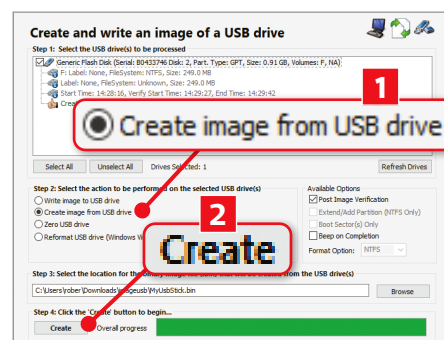 Create and write an image of a USB drive
Step 1: Select the USB drive(s) to be processed
Generic Flash Disk (Serial: B0433746 Disk: 2, Part. Type: GPT, Size: 0.91 GB, Volumes: F, NA)
F: Label: None, FileSystem: NTFS, Size: 249.0 MB
Label: None, FileSystem: Unknown, Size: 249.0 MB
Start Time: 14:28:16, Verify Start Time: 14:29:27, End Time: 14:29:42
1
Create image from USB drive
Select All Unselect All Drives Selected: 1 Refresh Drives
Step 2: Select the action to be performed on the selected USB drive(s) Available Options
Write image to USB drive
Post Image Verification
Create image from USB drive
Extend/Add Partition (NTFS Only)
Zero USB drive
Boot Sector(s) Only
Reformat USB drive (Windows
Beep on Completion
Format Option: NTFS
2
Create
Step 3: Select the location for the
the USB drive(s)
C:\Users\rober\Downloads\imageusb\MyUsbStick.bin Browse
Step 4: Click the 'Create' button to begin...
Create Overall progress